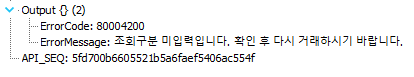 Output {} (2)
ErrorCode: 80004200
ErrorMessage: 조회구분 미입력입니다. 확인 후 다시 거래하시기 바랍니다.
API_SEQ: 5fd700b6605521b5a6faef5406ac554f